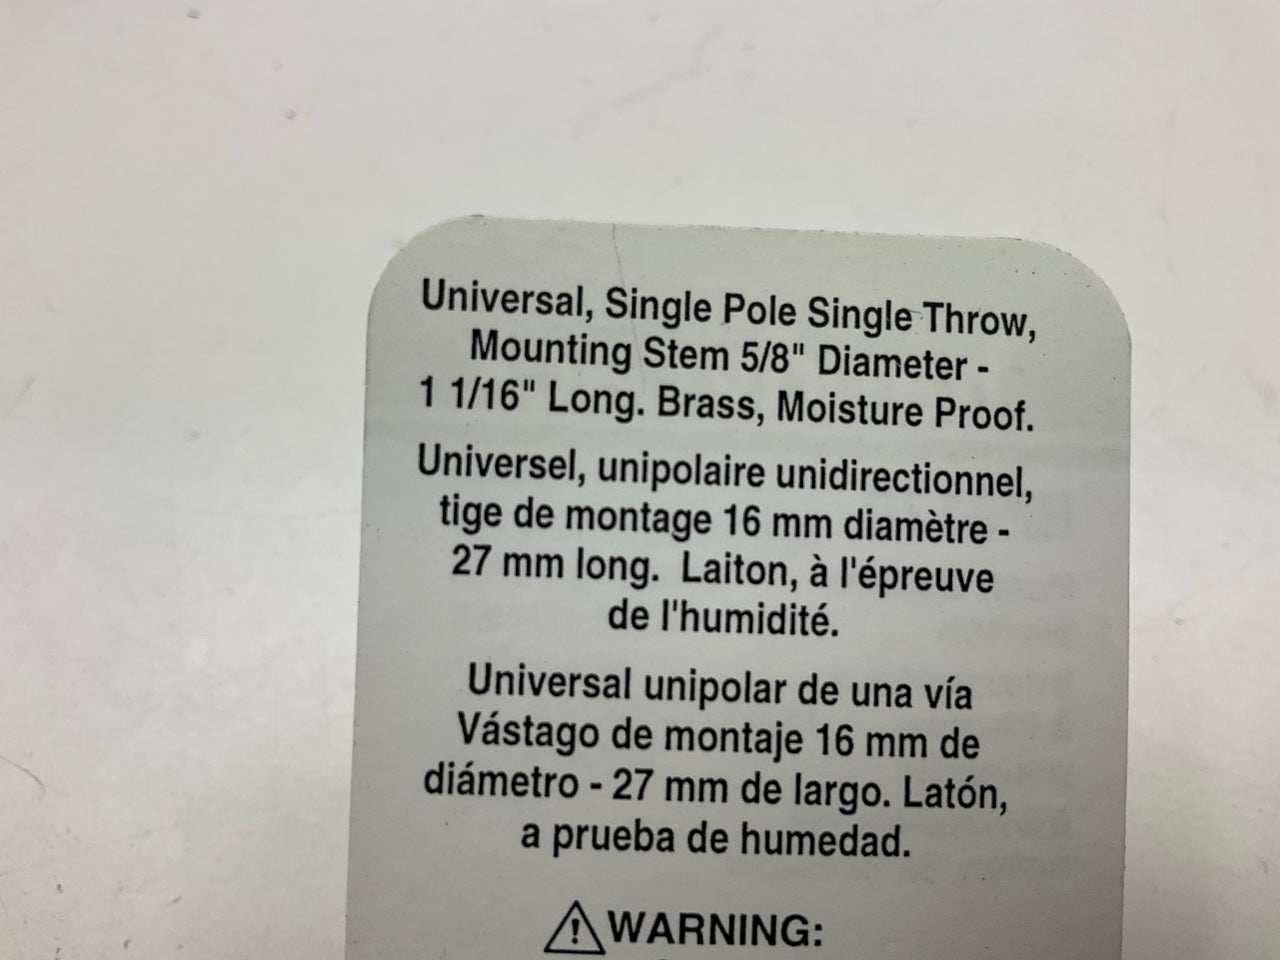 Universal, Single Pole Single Throw,
Mounting Stem 5/8" Diameter -
1 1/16" Long. Brass, Moisture Proof.
Universel, unipolaire unidirectionnel,
tige de montage 16 mm diamètre -
27 mm long. Laiton, à l'épreuve
de l'humidité.
Universal unipolar de una vía
Vástago de montaje 16 mm de
diámetro - 27 mm de largo. Latón,
a prueba de humedad.
⚠WARNING: